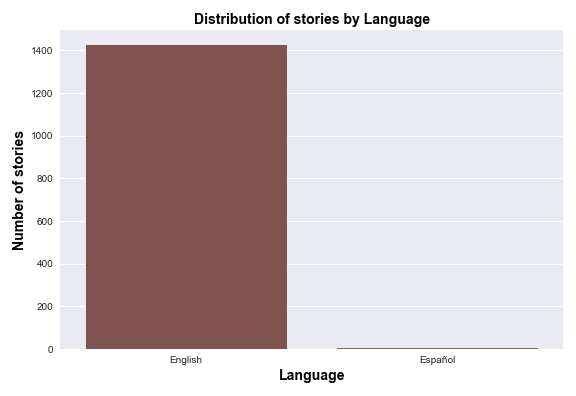 Distribution of stories by Language
Number of stories
1400
1200
1000
800
600
400
200
0
English Español
Language